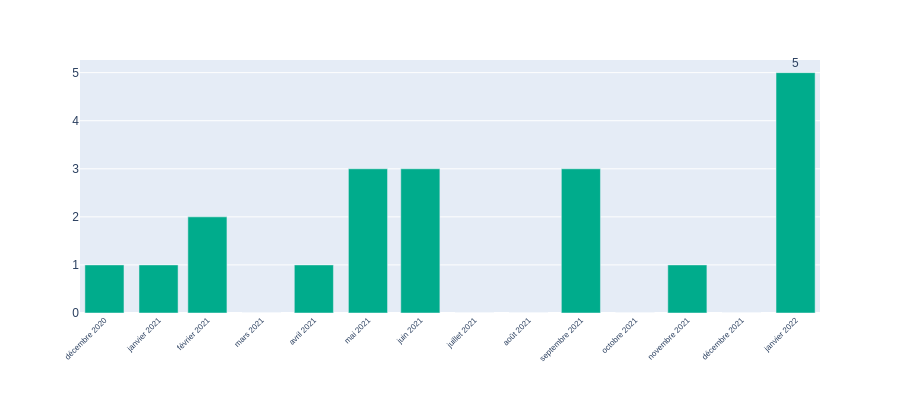 5
5
4
3
2
1
0
décembre 2020
janvier 2021
février 2021
mars 2021
avril 2021
mai 2021
juin 2021
juillet 2021
août 2021
septembre 2021
octobre 2021
novembre 2021
décembre 2021
janvier 2022